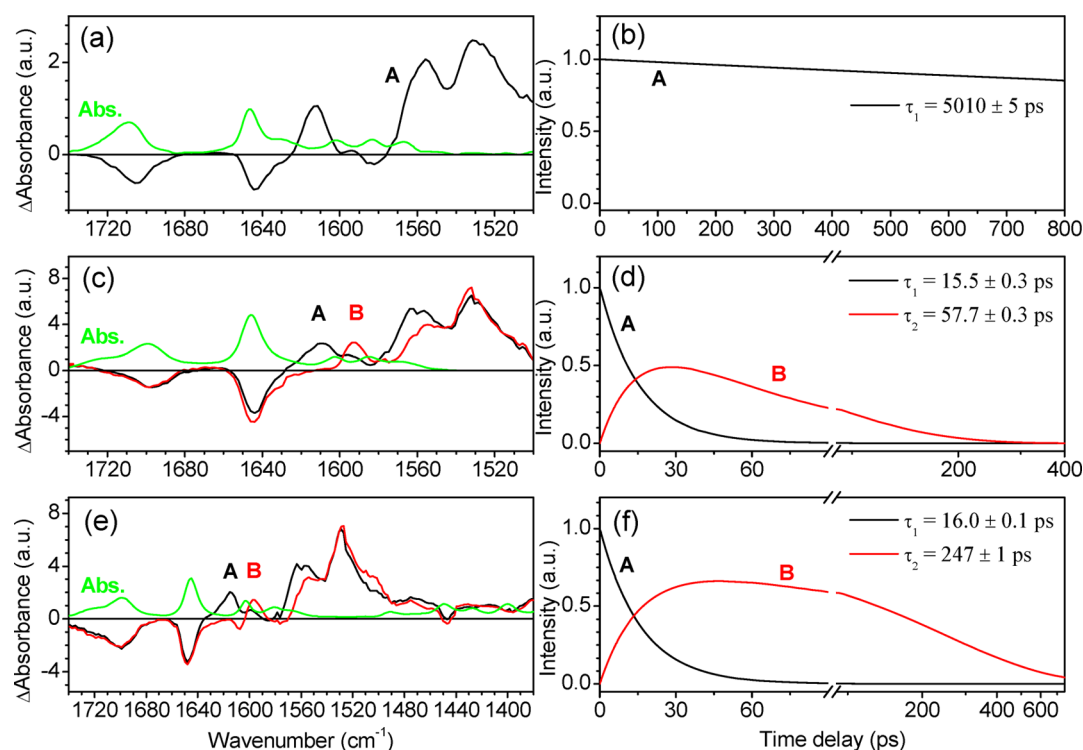 (a)
A
Abs.
ΔAbsorbance (a.u.)
2
0
1720 1680 1640 1600 1560 1520
(b)
A
τ1 = 5010 ± 5 ps
Intensity (a.u.)
1.0
0.5
0.0
0 100 200 300 400 500 600 700 800
(c)
A B
Abs.
ΔAbsorbance (a.u.)
8
4
0
-4
1720 1680 1640 1600 1560 1520
(d)
τ1 = 15.5 ± 0.3 ps
τ2 = 57.7 ± 0.3 ps
A
B
Intensity (a.u.)
1.0
0.5
0.0
0 30 60 200 400
(e)
A B
Abs.
ΔAbsorbance (a.u.)
8
4
0
-4
1720 1680 1640 1600 1560 1520 1480 1440 1400
Wavenumber (cm-1)
(f)
τ1 = 16.0 ± 0.1 ps
τ2 = 247 ± 1 ps
A
B
Intensity (a.u.)
1.0
0.5
0.0
0 30 60 200 400 600
Time delay (ps)